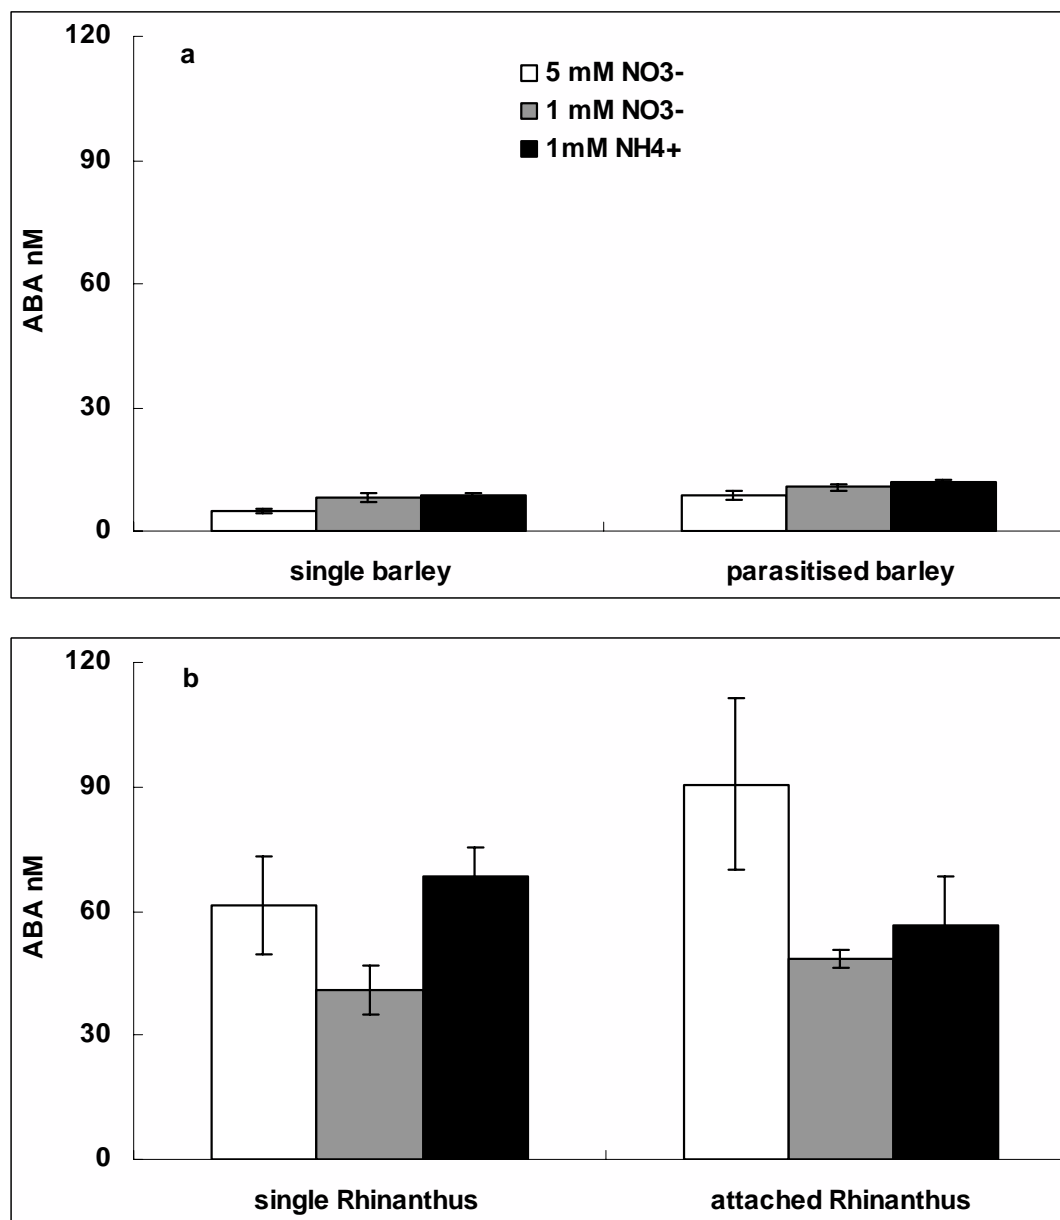 120
a
5 mM NO3-
1 mM NO3-
1mM NH4+
90
60
30
0
ABA nM
single barley
parasitised barley
120
b
90
60
30
0
ABA nM
single Rhinanthus
attached Rhinanthus